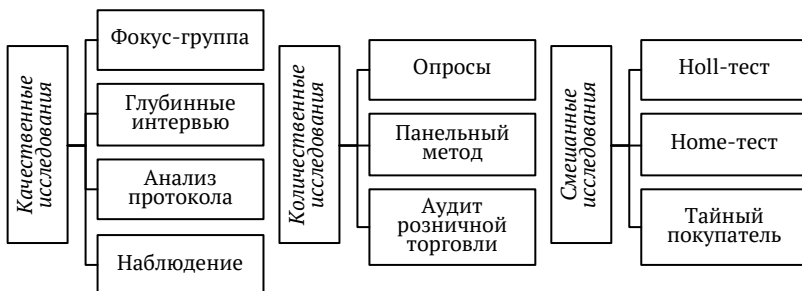 Качественные
исследования
Фокус-группа
Глубинные
интервью
Анализ
протокола
Наблюдение
Количественные
исследования
Опросы
Панельный
метод
Аудит
розничной
торговли
Смешанные
исследования
Holl-тест
Home-тест
Тайный
покупатель